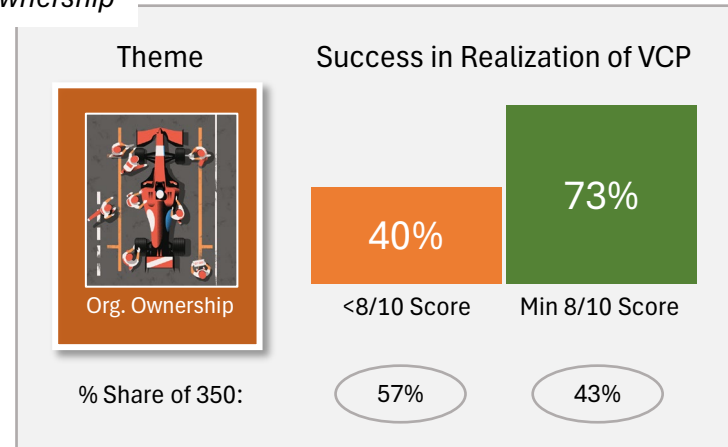 Theme
Success in Realization of VCP
40%
73%
Org. Ownership
<8/10 Score
Min 8/10 Score
% Share of 350:
57%
43%